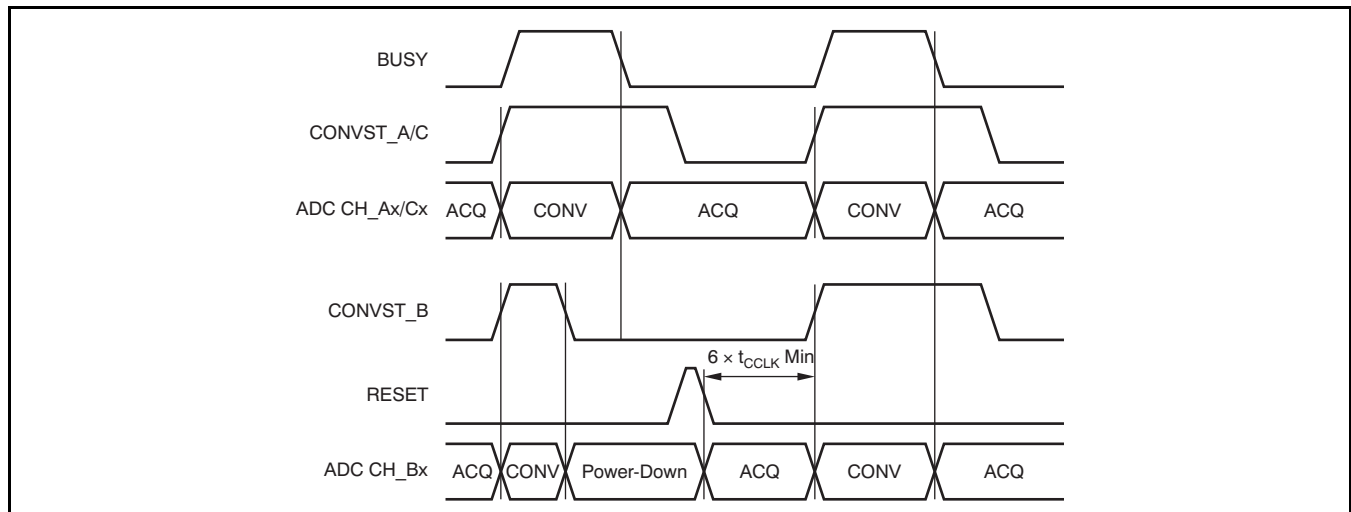 BUSY
CONVST_A/C
ADC CH_Ax/Cx ACQ CONV ACQ CONV ACQ
CONVST_B
6 × tCCLK Min
RESET
ADC CH_Bx ACQ CONV Power-Down ACQ CONV ACQ